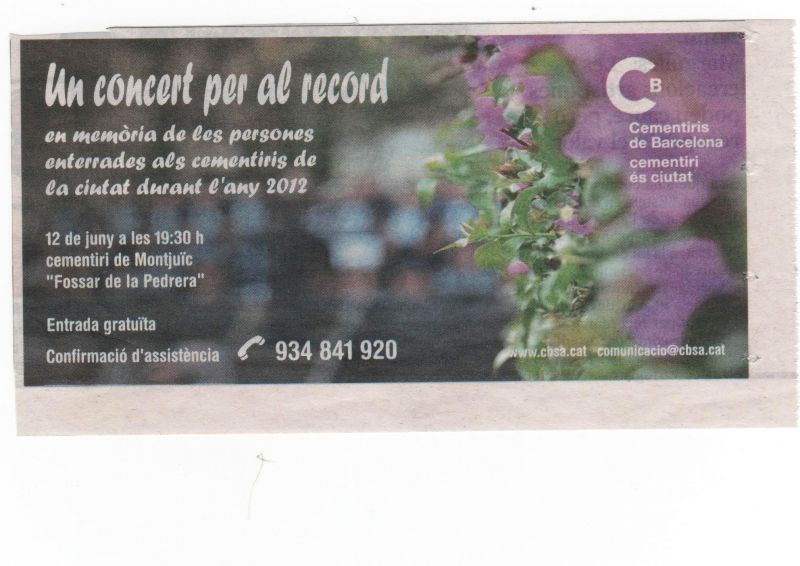 Un concert per al record
en memòria de les persones
enterrades als cementiris de
la ciutat durant l'any 2012
12 de juny a les 19:30 h
cementiri de Montjuïc
"Fossar de la Pedrera"
Entrada gratuïta
Confirmació d'assistència 934 841 920
CB
Cementiris
de Barcelona
cementiri
és ciutat
www.cbsa.cat comunicacio@cbsa.cat